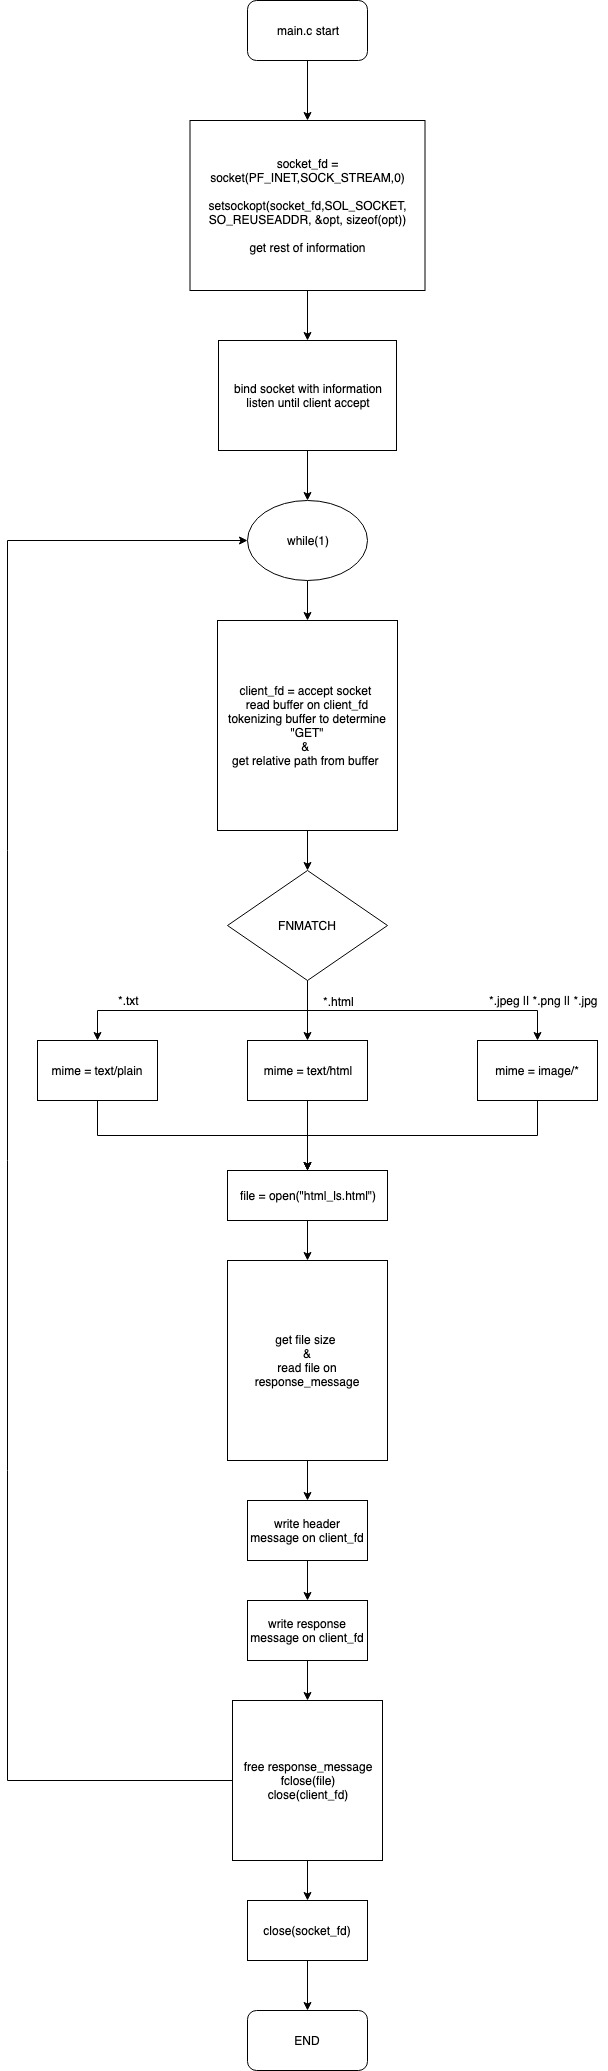 main.c start
socket_fd =
socket(PF_INET,SOCK_STREAM,0)
setsockopt(socket_fd,SOL_SOCKET,
SO_REUSEADDR, &opt, sizeof(opt))
get rest of information
bind socket with information
listen until client accept
while(1)
client_fd = accept socket
read buffer on client_fd
tokenizing buffer to determine
"GET"
&
get relative path from buffer
FNMATCH
*.txt
*.html
*.jpeg || *.png || *.jpg
mime = text/plain
mime = text/html
mime = image/*
file = open("html_ls.html")
get file size
&
read file on
response_message
write header
message on client_fd
write response
message on client_fd
free response_message
fclose(file)
close(client_fd)
close(socket_fd)
END